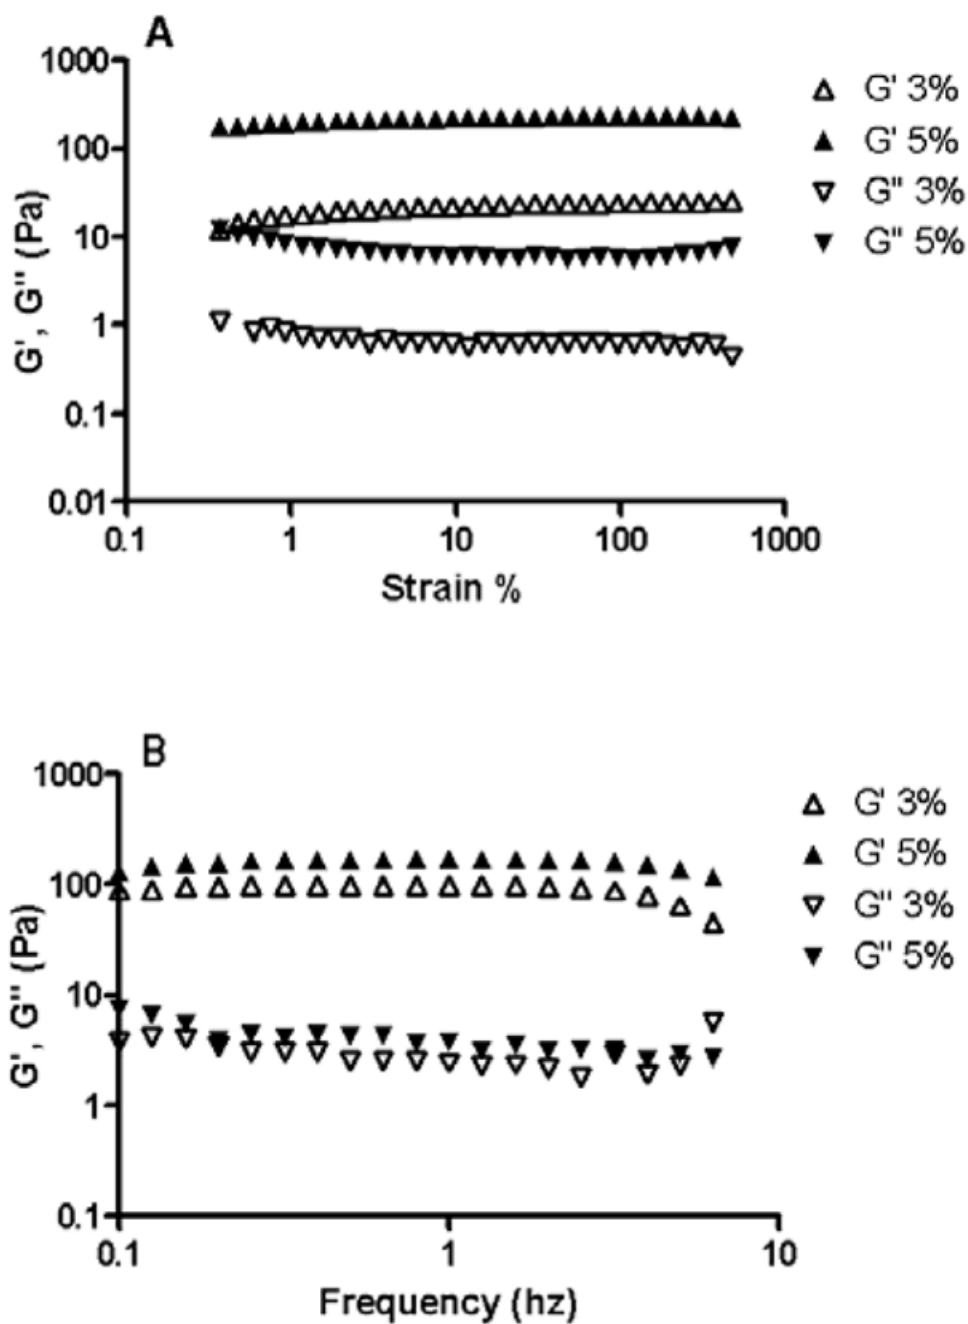 A
1000
100
10
1
0.1
0.01
G', G'' (Pa)
0.1 1 10 100 1000
Strain %
G' 3%
G' 5%
G'' 3%
G'' 5%
B
1000
100
10
1
0.1
G', G'' (Pa)
0.1 1 10
Frequency (hz)
G' 3%
G' 5%
G'' 3%
G'' 5%